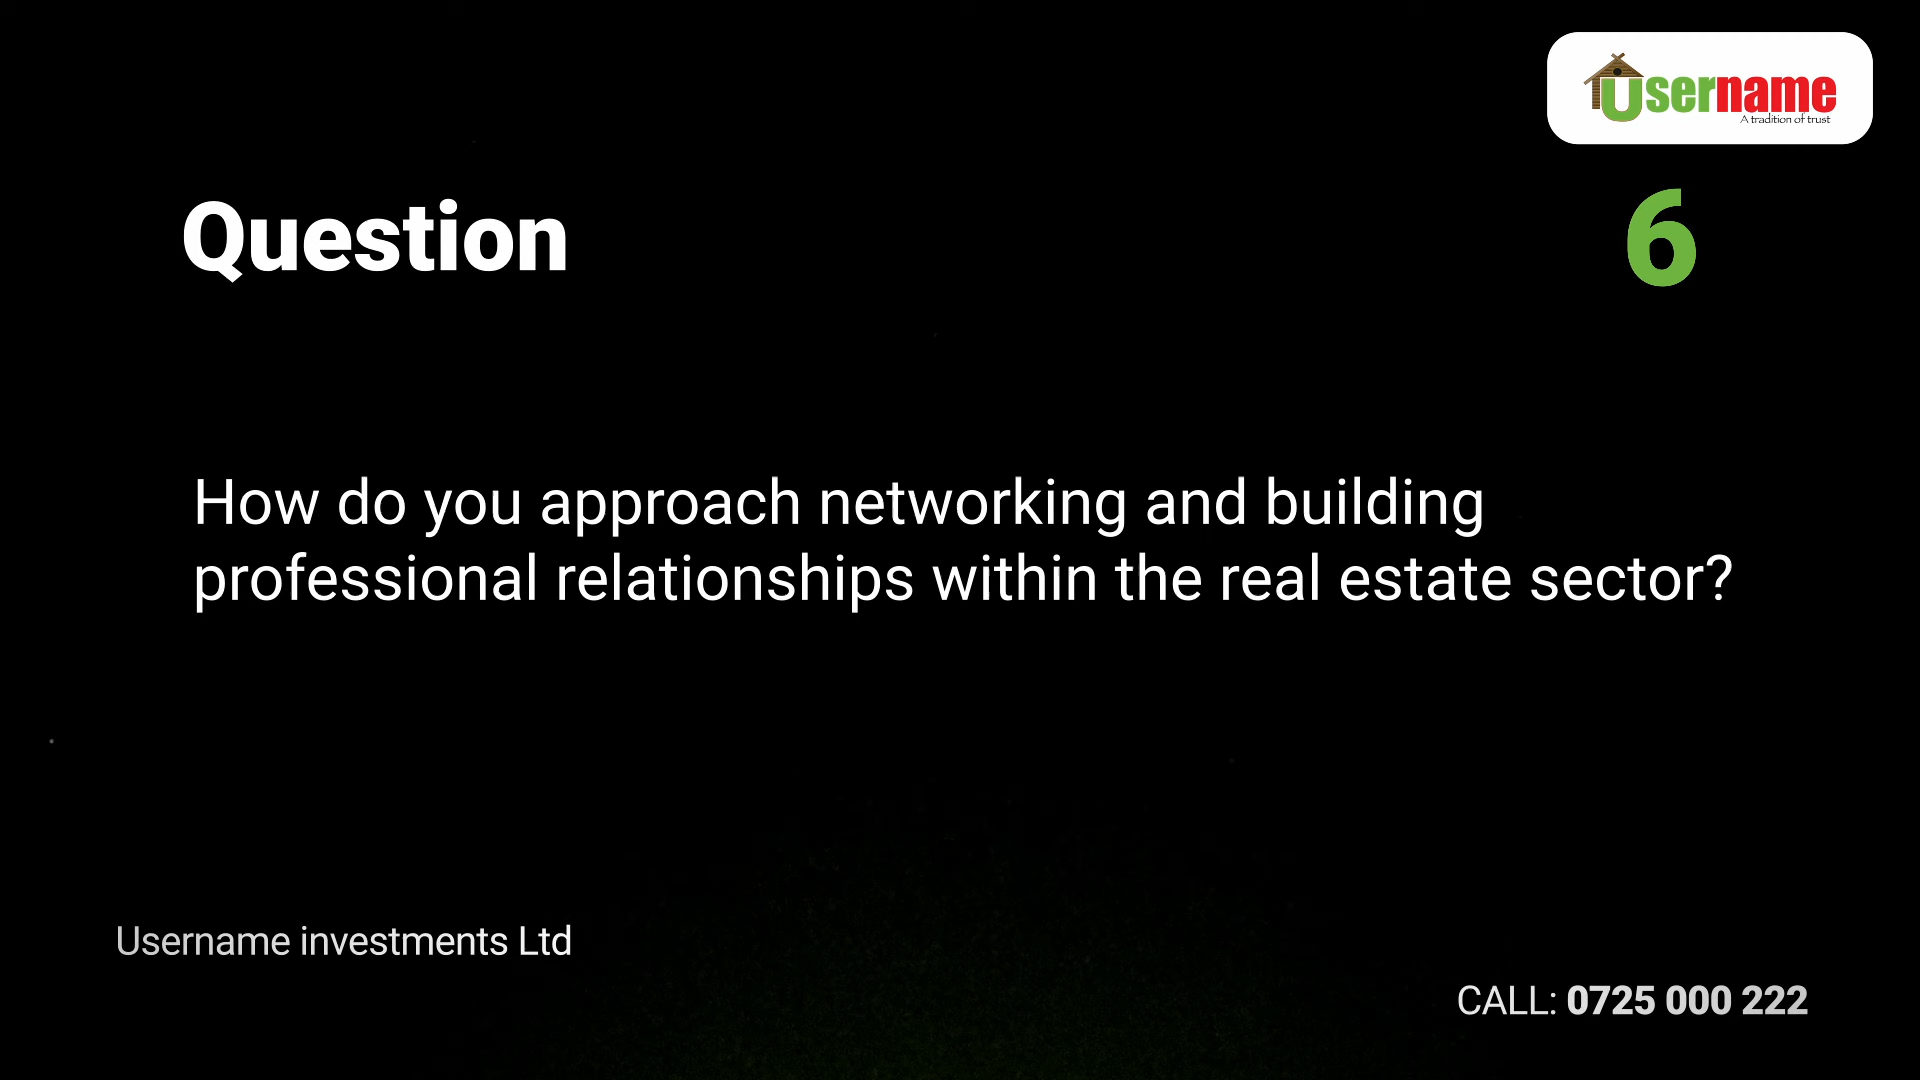 Username
A tradition of trust
Question
6
How do you approach networking and building
professional relationships within the real estate sector?
Username investments Ltd
CALL: 0725 000 222